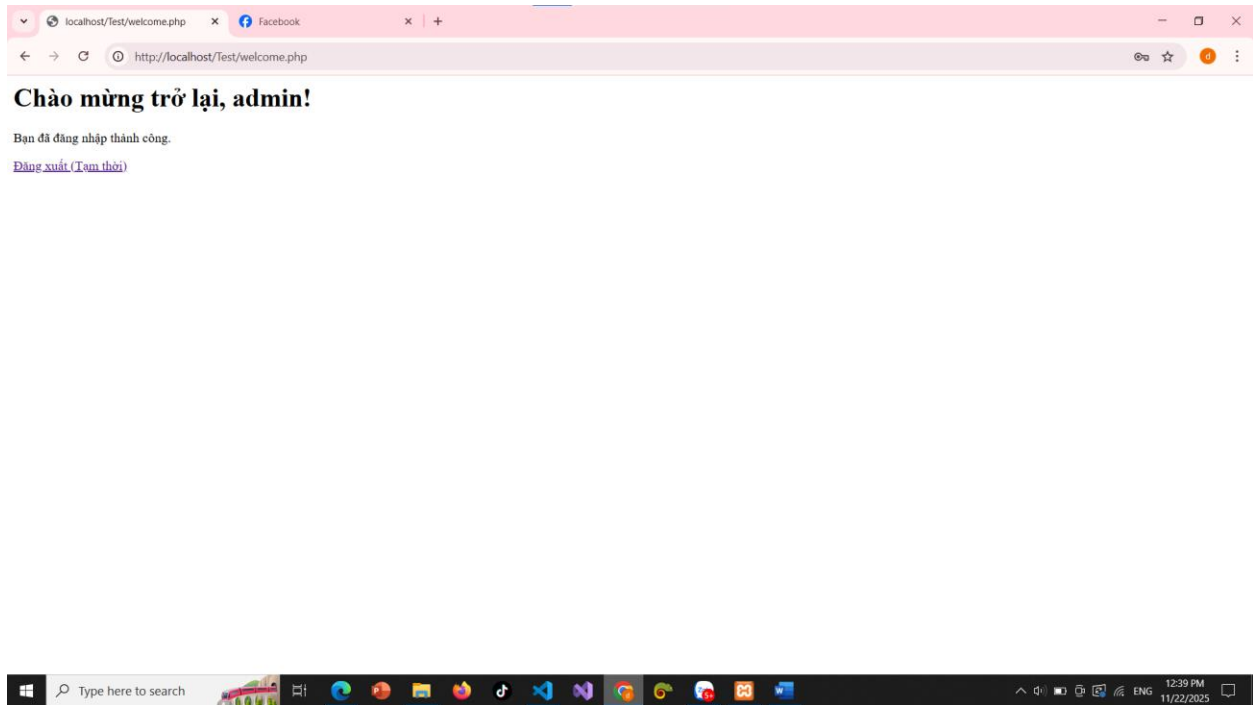 localhost/Test/welcome.php
Facebook
http://localhost/Test/welcome.php
d
Chào mừng trở lại, admin!
Bạn đã đăng nhập thành công.
Đăng xuất (Tạm thời)
Type here to search
ENG
12:39 PM
11/22/2025